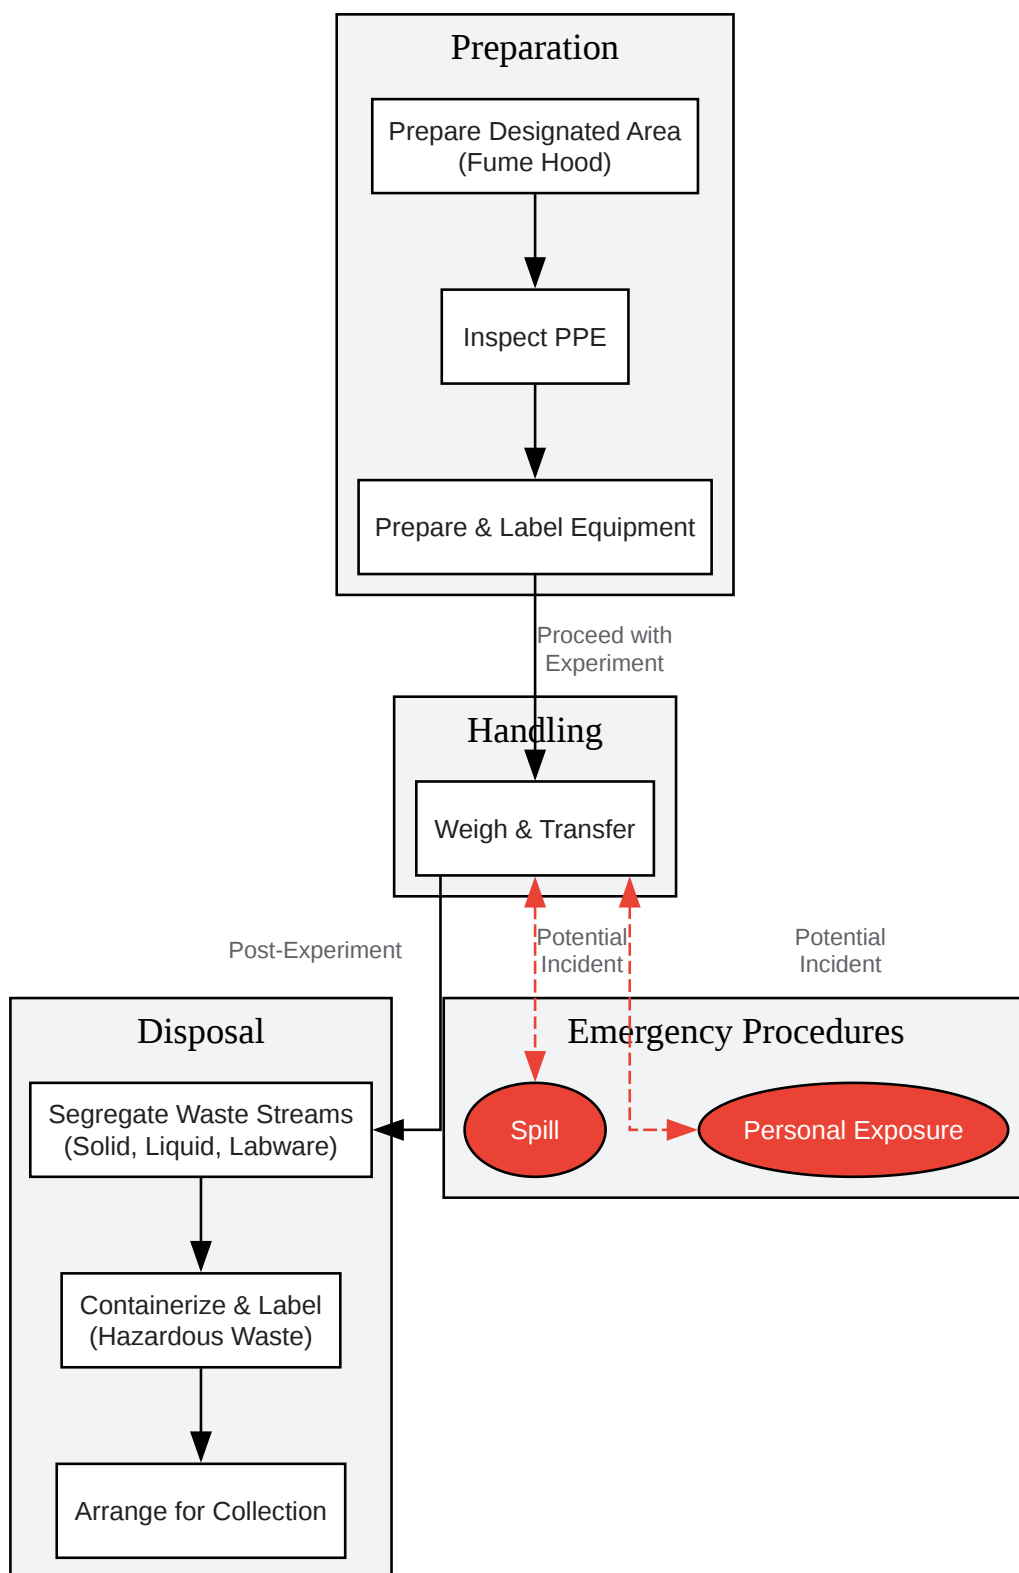 Preparation
Prepare Designated Area
(Fume Hood)
Inspect PPE
Prepare & Label Equipment
Proceed with
Experiment
Handling
Weigh & Transfer
Post-Experiment
Potential
Incident
Potential
Incident
Disposal
Segregate Waste Streams
(Solid, Liquid, Labware)
Containerize & Label
(Hazardous Waste)
Arrange for Collection
Emergency Procedures
Spill
Personal Exposure